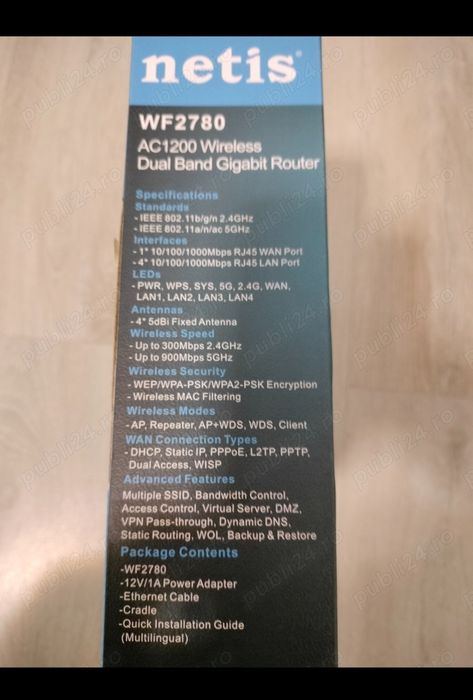 netis
WF2780
AC1200 Wireless
Dual Band Gigabit Router
Specifications
Standards
- IEEE 802.11b/g/n 2.4GHz
- IEEE 802.11a/n/ac 5GHz
Interfaces
- 1* 10/100/1000Mbps RJ45 WAN Port
- 4* 10/100/1000Mbps RJ45 LAN Port
LEDs
- PWR, WPS, SYS, 5G, 2.4G, WAN,
LAN1, LAN2, LAN3, LAN4
Antennas
- 4* 5dBi Fixed Antenna
Wireless Speed
- Up to 300Mbps 2.4GHz
- Up to 900Mbps 5GHz
Wireless Security
- WEP/WPA-PSK/WPA2-PSK Encryption
- Wireless MAC Filtering
Wireless Modes
- AP, Repeater, AP+WDS, WDS, Client
WAN Connection Types
- DHCP, Static IP, PPPoE, L2TP, PPTP,
Dual Access, WISP
Advanced Features
Multiple SSID, Bandwidth Control,
Access Control, Virtual Server, DMZ,
VPN Pass-through, Dynamic DNS,
Static Routing, WOL, Backup & Restore
Package Contents
-WF2780
-12V/1A Power Adapter
-Ethernet Cable
-Cradle
-Quick Installation Guide
(Multilingual)
publi24.ro